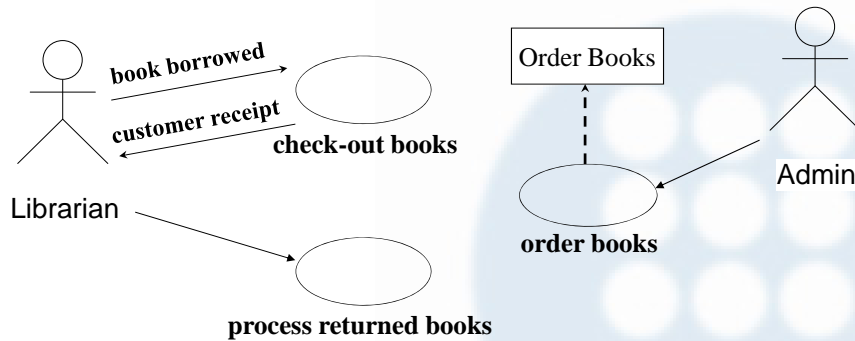 book borrowed
customer receipt
check-out books
Librarian
process returned books
Order Books
order books
Admin